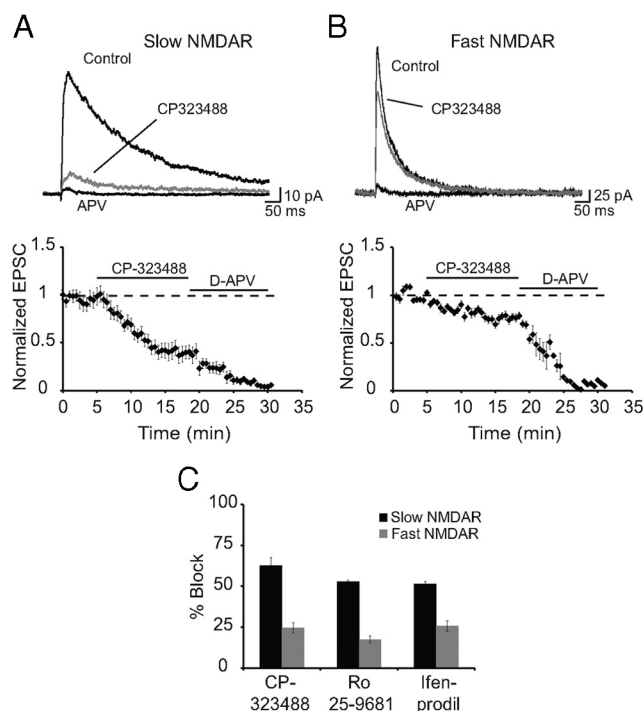 A
Slow NMDAR
Control
CP323488
APV
10 pA
50 ms
B
Fast NMDAR
Control
CP323488
APV
25 pA
50 ms
Normalized EPSC
1.5
1
0.5
0
CP-323488
D-APV
0 5 10 15 20 25 30 35
Time (min)
Normalized EPSC
1.5
1
0.5
0
CP-323488
D-APV
0 5 10 15 20 25 30 35
Time (min)
C
% Block
100
75
50
25
0
Slow NMDAR
Fast NMDAR
CP-
323488
Ro
25-9681
Ifen-
prodil